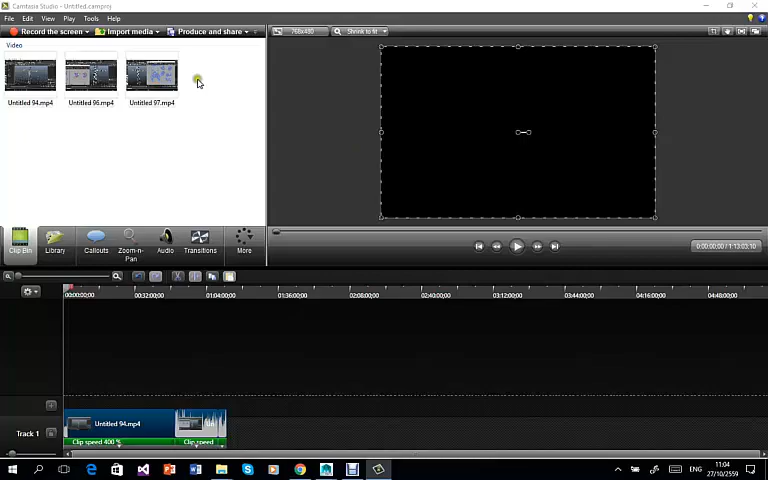 Camtasia Studio - Untitled.camproj
File Edit View Play Tools Help
Record the screen Import media Produce and share
768x480 Shrink to fit
Video
Untitled 94.mp4 Untitled 96.mp4 Untitled 97.mp4
Clip Bin Library Callouts Zoom-n-Pan Audio Transitions More
0:00:00;00 / 1:13:03;10
00:00:00;00 00:32:00;00 01:04:00;00 01:36:00;00 02:08:00;00 02:40:00;00 03:12:00;00 03:44:00;00 04:16:00;00 04:48:00;00
Track 1
Untitled 94.mp4
Clip speed 400 % Clip speed
ENG
11:04
27/10/2559